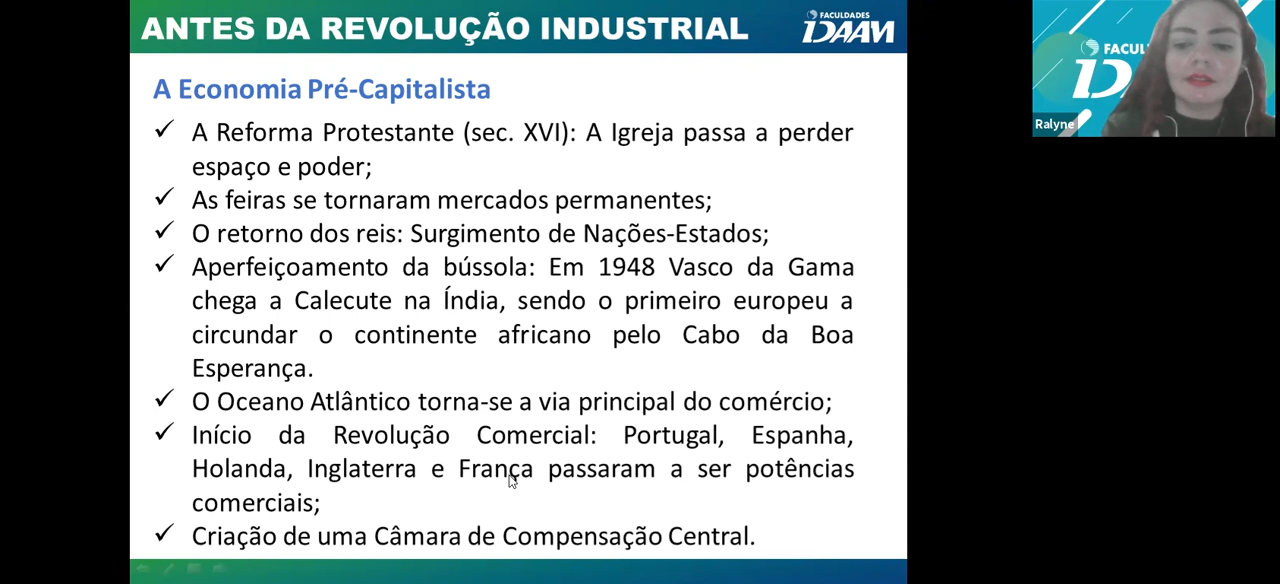 ANTES DA REVOLUÇÃO INDUSTRIAL
FACULDADES
IDAAM
A Economia Pré-Capitalista
✓ A Reforma Protestante (sec. XVI): A Igreja passa a perder
espaço e poder;
✓ As feiras se tornaram mercados permanentes;
✓ O retorno dos reis: Surgimento de Nações-Estados;
✓ Aperfeiçoamento da bússola: Em 1948 Vasco da Gama
chega a Calecute na Índia, sendo o primeiro europeu a
circundar o continente africano pelo Cabo da Boa
Esperança.
✓ O Oceano Atlântico torna-se a via principal do comércio;
✓ Início da Revolução Comercial: Portugal, Espanha,
Holanda, Inglaterra e França passaram a ser potências
comerciais;
✓ Criação de uma Câmara de Compensação Central.
FACUL
ID
Ralyne